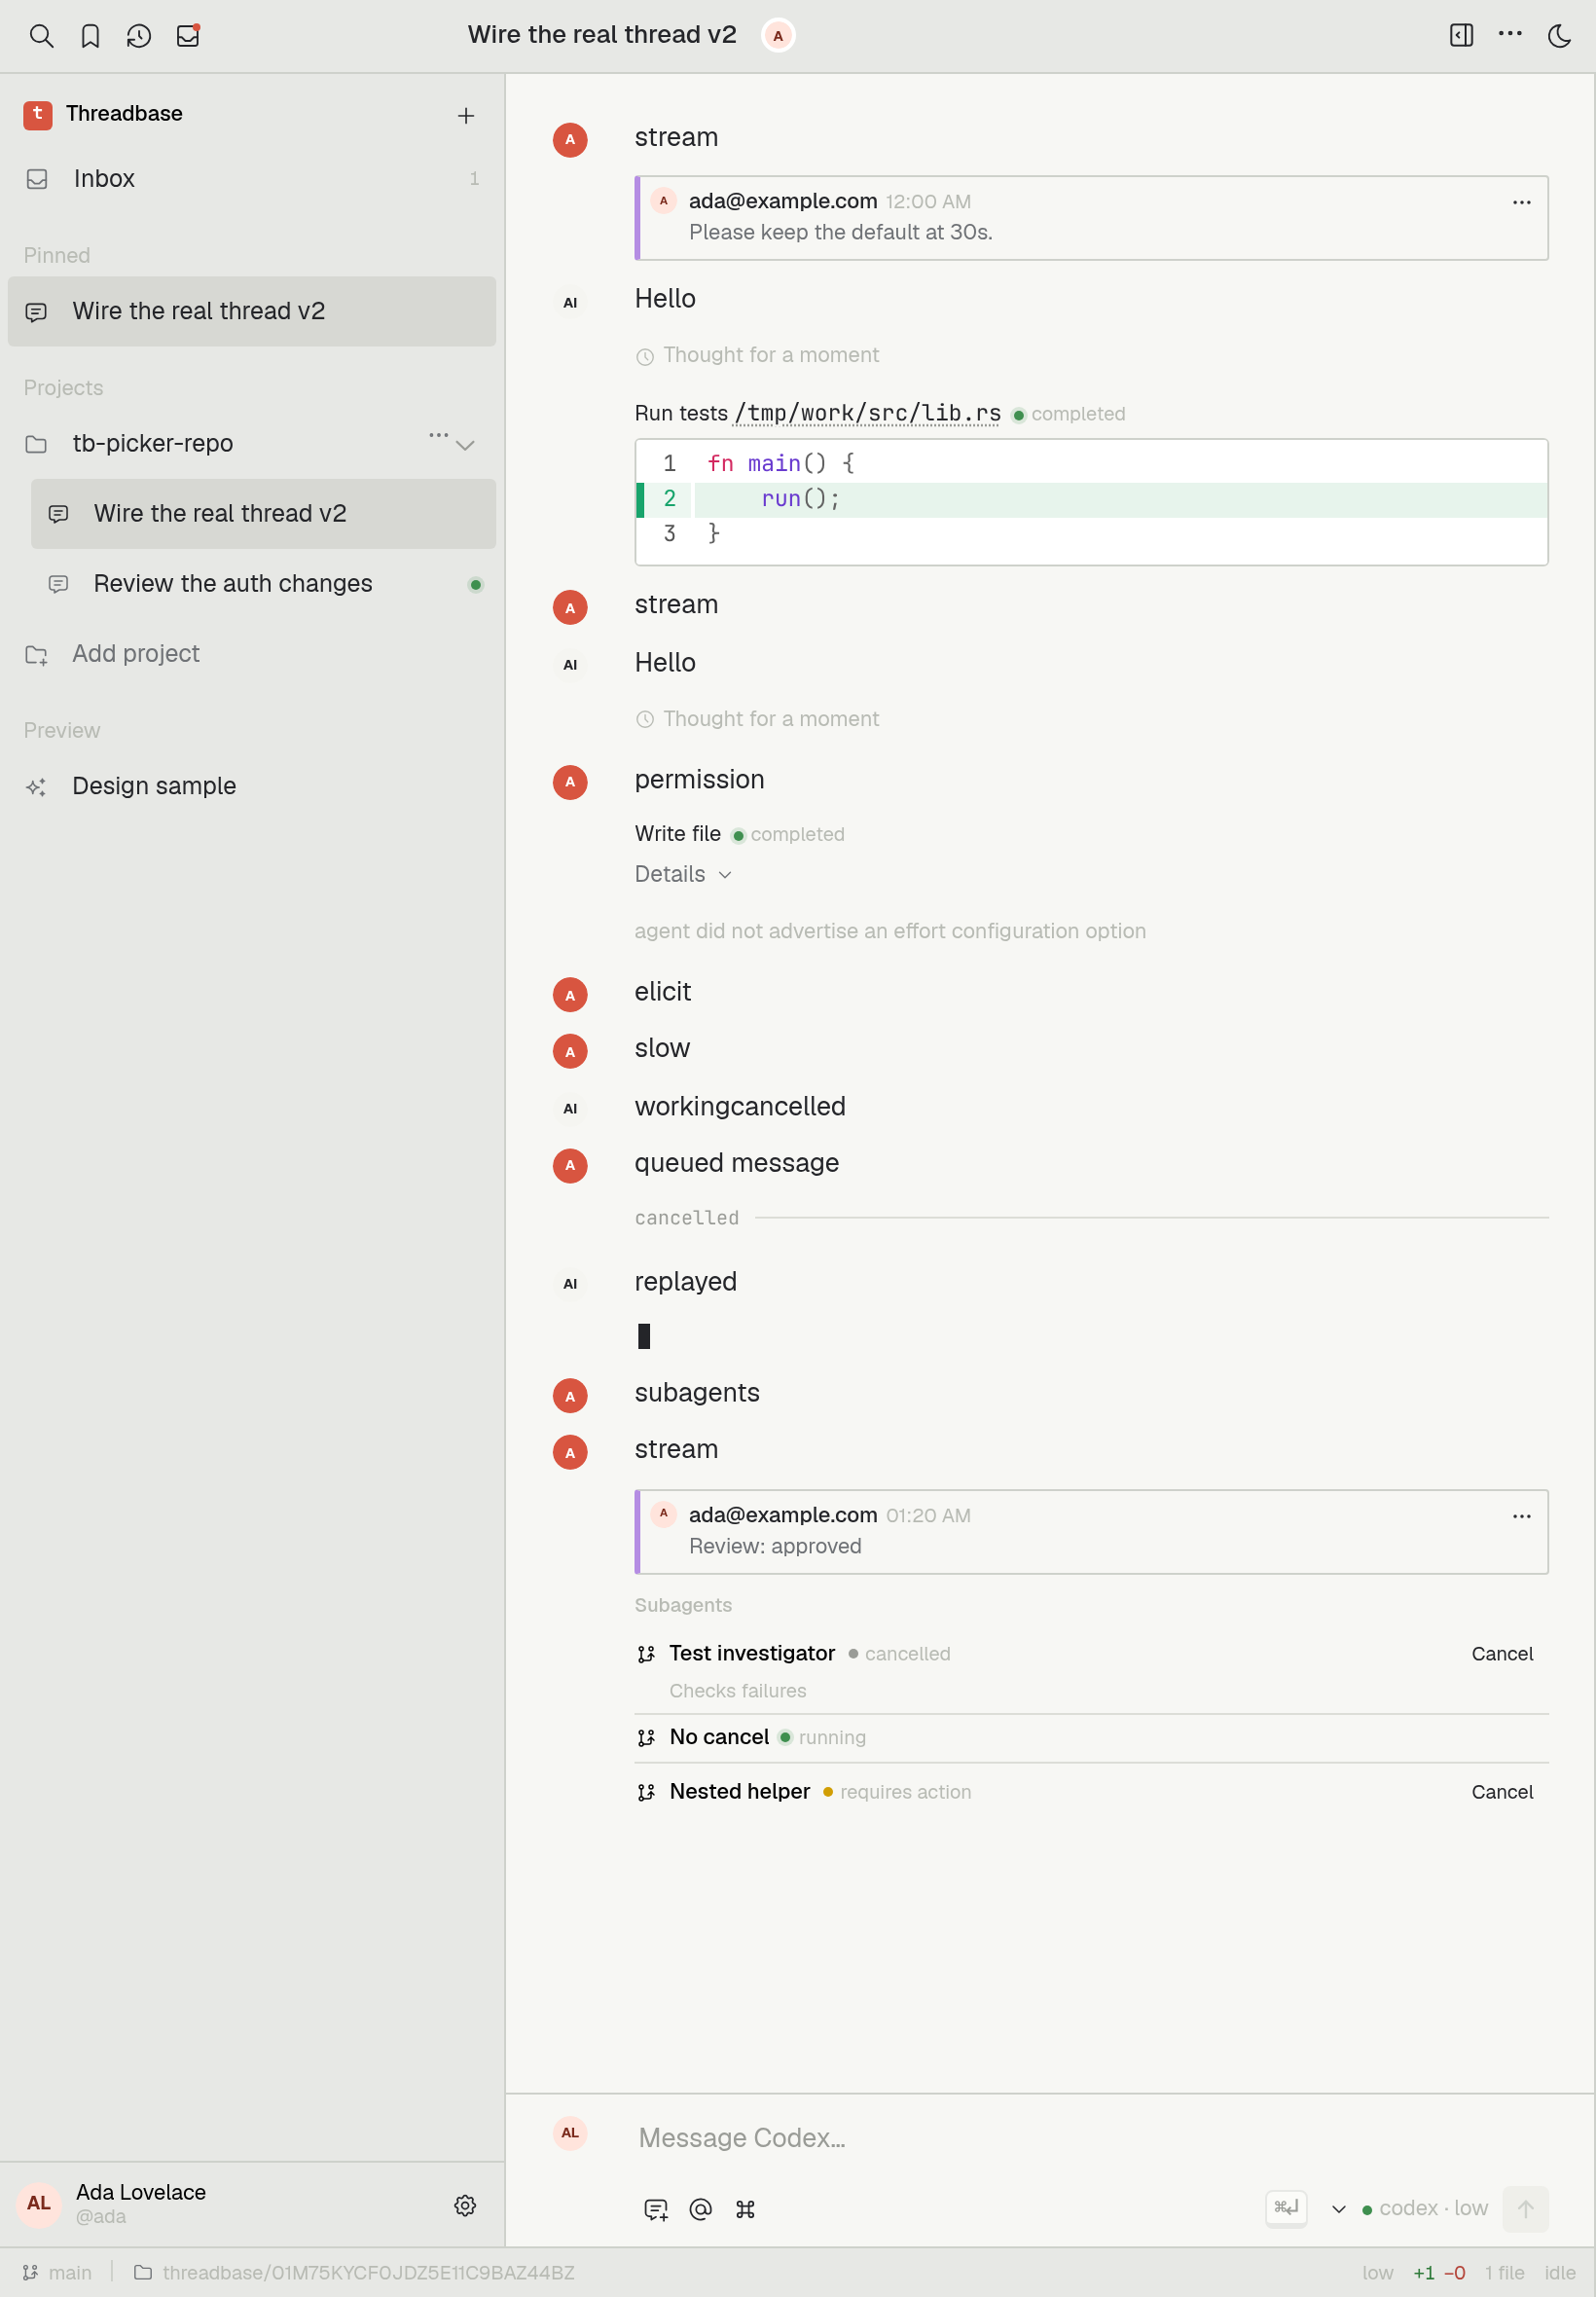 Wire the real thread v2 A
t Threadbase
Inbox 1
Pinned
Wire the real thread v2
Projects
tb-picker-repo
Wire the real thread v2
Review the auth changes
Add project
Preview
Design sample
AL Ada Lovelace
@ada
A stream
A ada@example.com 12:00 AM
Please keep the default at 30s.
AI Hello
Thought for a moment
Run tests /tmp/work/src/lib.rs completed
1 fn main() {
2 run();
3 }
A stream
AI Hello
Thought for a moment
A permission
Write file completed
Details
agent did not advertise an effort configuration option
A elicit
A slow
AI workingcancelled
A queued message
cancelled
AI replayed
A subagents
A stream
A ada@example.com 01:20 AM
Review: approved
Subagents
Test investigator cancelled Cancel
Checks failures
No cancel running
Nested helper requires action Cancel
AL Message Codex...
⌘↵ codex · low
main threadbase/01M75KYCF0JDZ5E11C9BAZ44BZ low +1 −0 1 file idle